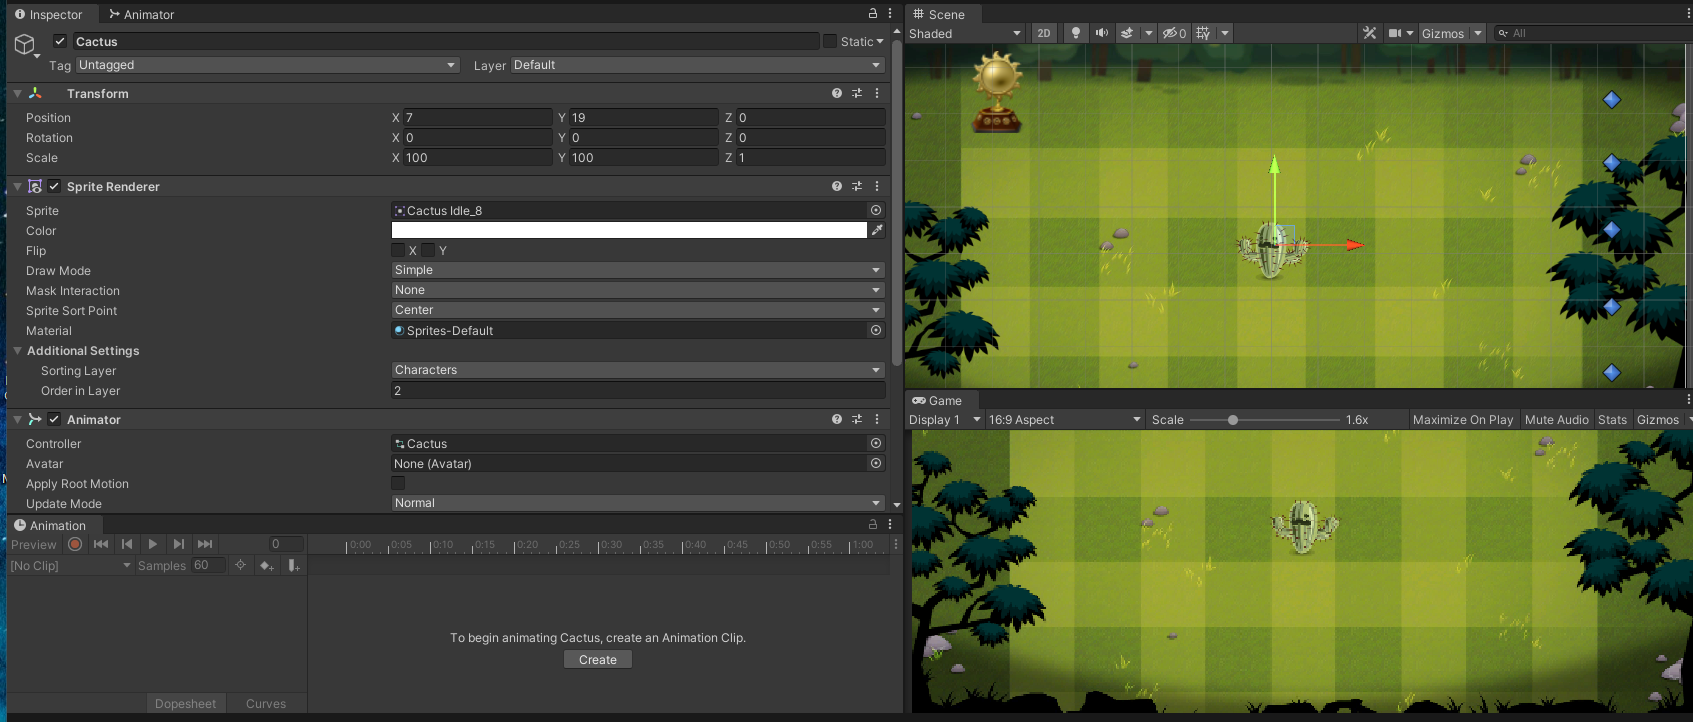 Inspector
Animator
Cactus
Static
Tag Untagged
Layer Default
Transform
Position X 7 Y 19 Z 0
Rotation X 0 Y 0 Z 0
Scale X 100 Y 100 Z 1
Sprite Renderer
Sprite Cactus Idle_8
Color
Flip X Y
Draw Mode Simple
Mask Interaction None
Sprite Sort Point Center
Material Sprites-Default
Additional Settings
Sorting Layer Characters
Order in Layer 2
Animator
Controller Cactus
Avatar None (Avatar)
Apply Root Motion
Update Mode Normal
Animation
Preview 0
0:00 0:05 0:10 0:15 0:20 0:25 0:30 0:35 0:40 0:45 0:50 0:55 1:00
[No Clip] Samples 60
To begin animating Cactus, create an Animation Clip.
Create
Dopesheet Curves
Scene
Shaded 2D 0 Gizmos All
Game
Display 1 16:9 Aspect Scale 1.6x Maximize On Play Mute Audio Stats Gizmos